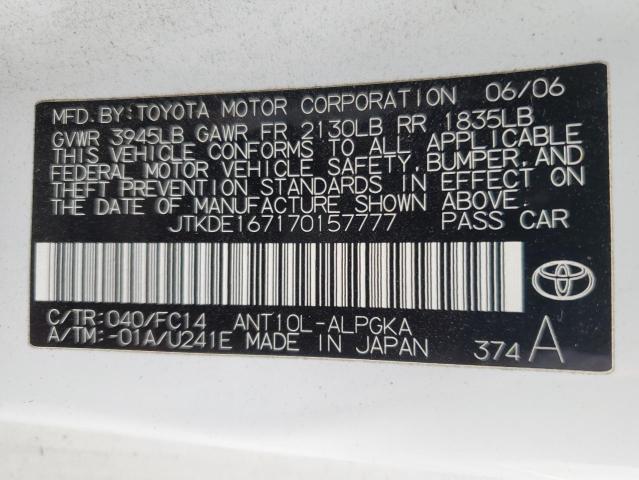 MFD. BY: TOYOTA MOTOR CORPORATION 06/06
GVWR 3945LB GAWR FR 2130LB RR 1835LB
THIS VEHICLE CONFORMS TO ALL APPLICABLE
FEDERAL MOTOR VEHICLE SAFETY, BUMPER, AND
THEFT PREVENTION STANDARDS IN EFFECT ON
THE DATE OF MANUFACTURE SHOWN ABOVE.
JTKDE167170157777 PASS CAR
C/TR: 040/FC14 ANT10L-ALPGKA
A/TM: -01A/U241E MADE IN JAPAN 374 A